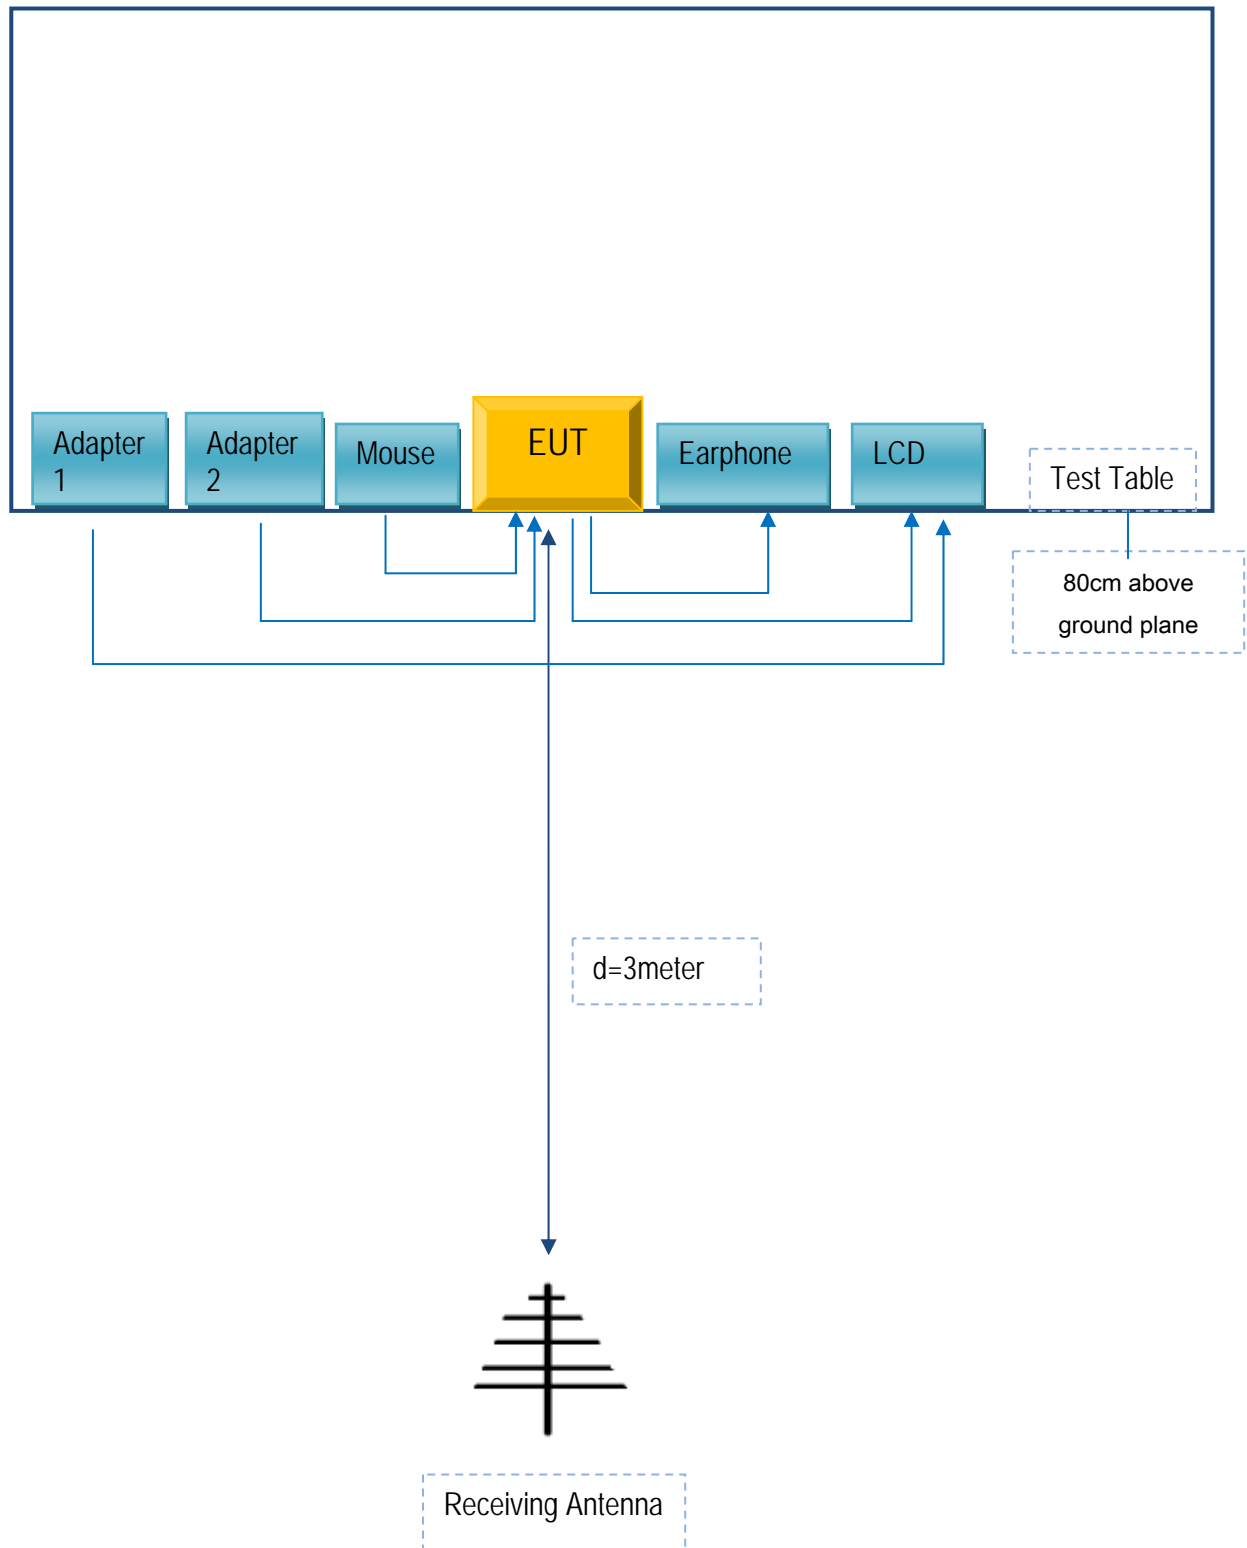 Adapter
1
Adapter
2
Mouse
EUT
Earphone
LCD
Test Table
80cm above
ground plane
d=3meter
Receiving Antenna